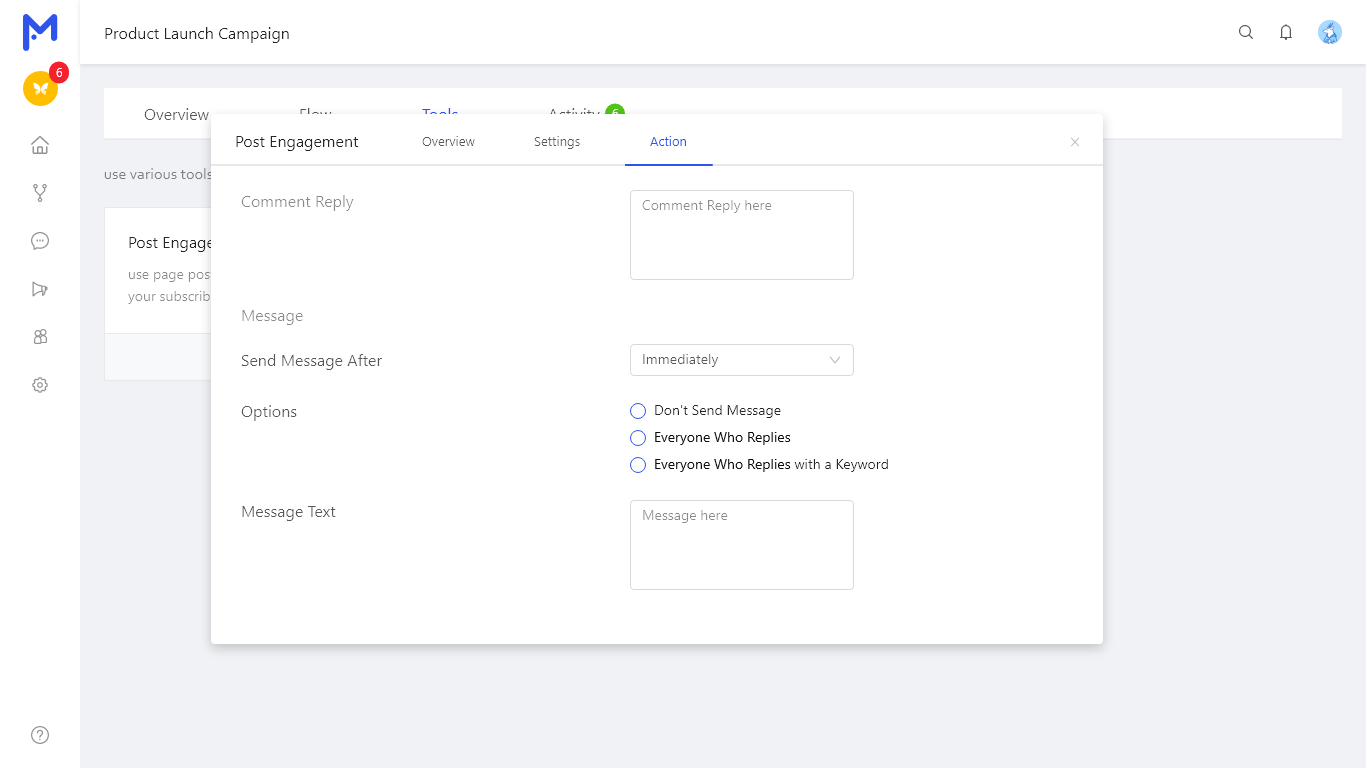 Product Launch Campaign
6
Overview Flow Tools Activity 6
Post Engagement Overview Settings Action
use various tools
Comment Reply
Comment Reply here
Post Engage
use page pos
your subscrib
Message
Send Message After
Immediately
Options
Don't Send Message
Everyone Who Replies
Everyone Who Replies with a Keyword
Message Text
Message here